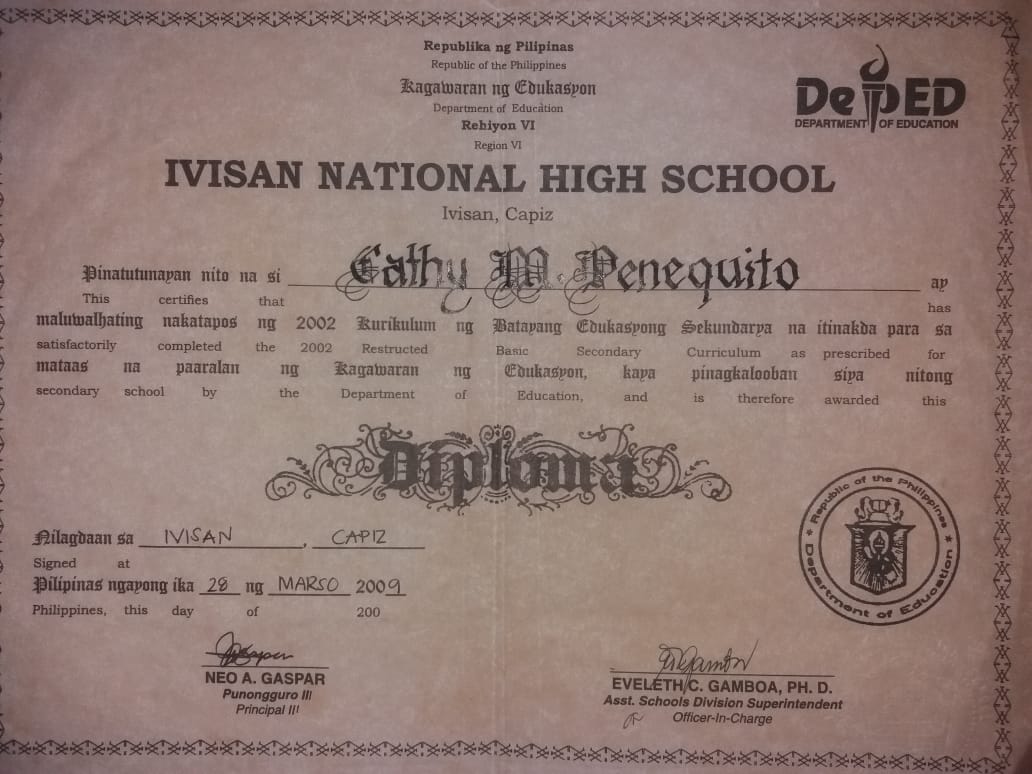 Republika ng Pilipinas
Republic of the Philippines
Kagawaran ng Edukasyon
Department of Education
Rehiyon VI
Region VI
DepED
DEPARTMENT OF EDUCATION
IVISAN NATIONAL HIGH SCHOOL
Ivisan, Capiz
Pinatutunayan nito na si Cathy M. Penequito ay
This certifies that has
maluwalhating nakatapos ng 2002 Kurikulum ng Batayang Edukasyong Sekundarya na itinakda para sa
satisfactorily completed the 2002 Restructed Basic Secondary Curriculum as prescribed for
mataas na paaralan ng Kagawaran ng Edukasyon, kaya pinagkalooban siya nitong
secondary school by the Department of Education, and is therefore awarded this
Diploma
Nilagdaan sa IVISAN, CAPIZ
Signed at
Pilipinas ngayong ika 28 ng MARSO 2009
Philippines, this day of 200
Republic of the Philippines
Department of Education
NEO A. GASPAR
Punongguro III
Principal III
EVELETH C. GAMBOA, PH. D.
Asst. Schools Division Superintendent
Officer-In-Charge